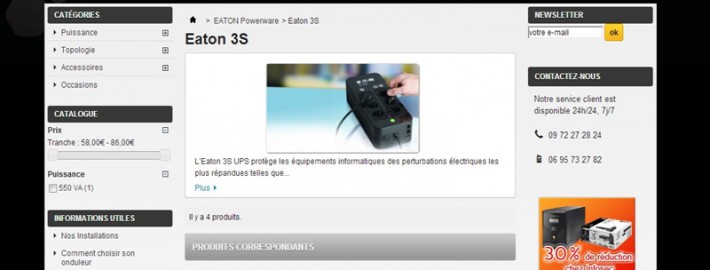 CATÉGORIES
Puissance
Topologie
Accessoires
Occasions
CATALOGUE
Prix
Tranche : 58,00€ - 86,00€
Puissance
550 VA (1)
INFORMATIONS UTILES
Nos Installations
Comment choisir son
onduleur
> EATON Powerware > Eaton 3S
Eaton 3S
L'Eaton 3S UPS protège les équipements informatiques des perturbations électriques les
plus répandues telles que...
Plus
Il y a 4 produits.
PRODUITS CORRESPONDANTS
NEWSLETTER
votre e-mail
ok
CONTACTEZ-NOUS
Notre service client est
disponible 24h/24, 7j/7
09 72 27 28 24
06 95 73 27 82
30% de réduction
chez infosec